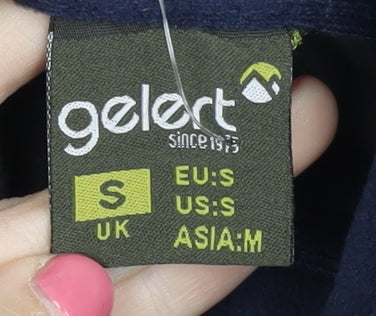 gelert
since 1975
S
UK
EU:S
US:S
ASIA:M